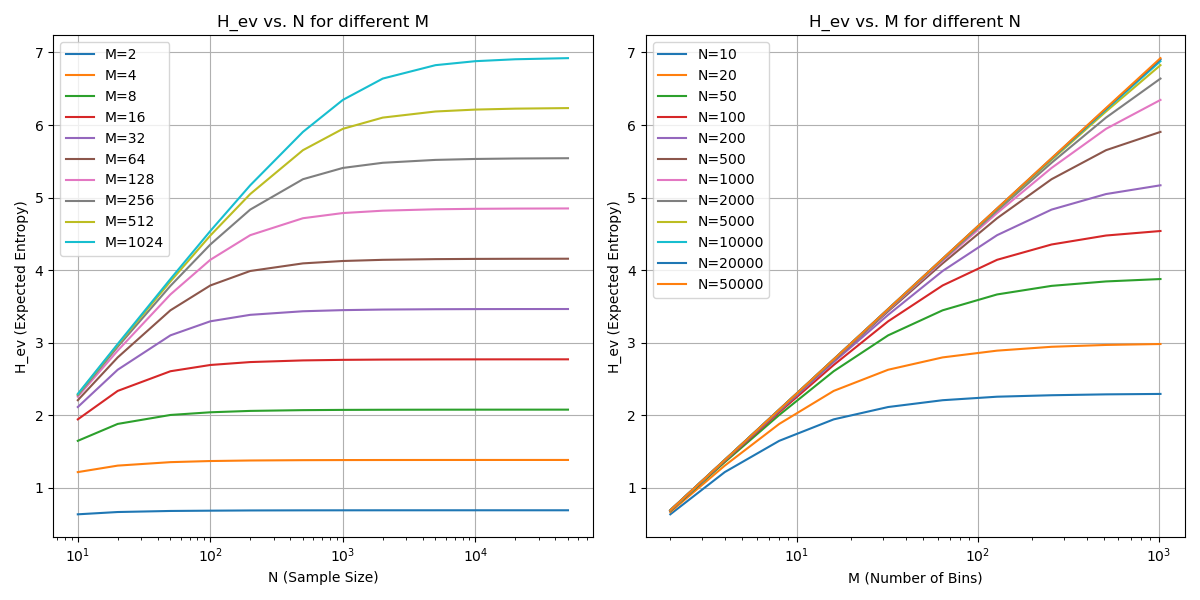 H_ev vs. N for different M
7
6
5
4
3
2
1
H_ev (Expected Entropy)
M=2
M=4
M=8
M=16
M=32
M=64
M=128
M=256
M=512
M=1024
10¹
10²
10³
10⁴
N (Sample Size)
H_ev vs. M for different N
7
6
5
4
3
2
1
H_ev (Expected Entropy)
N=10
N=20
N=50
N=100
N=200
N=500
N=1000
N=2000
N=5000
N=10000
N=20000
N=50000
10¹
10²
10³
M (Number of Bins)